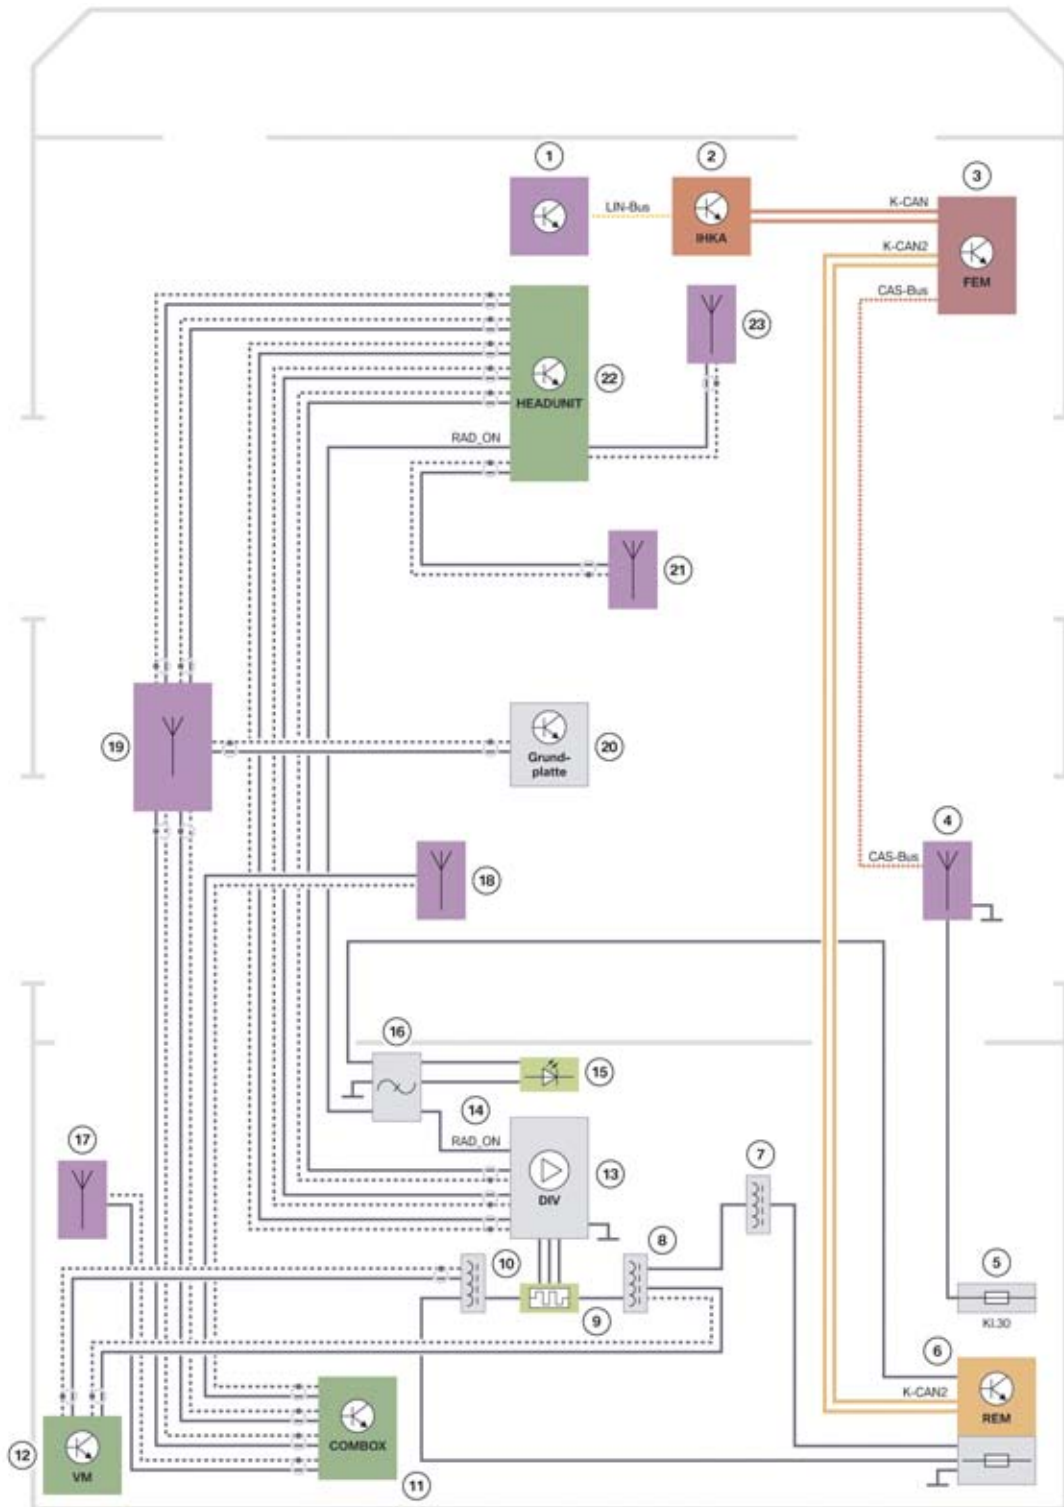 1
2
3
LIN-Bus
K-CAN
IHKA
K-CAN2
FEM
CAS-Bus
23
22
HEADUNIT
RAD_ON
21
19
20
Grund-
platte
4
CAS-Bus
18
16
15
14
17
RAD_ON
7
13
DIV
8
10
5
9
Kl.30
6
K-CAN2
REM
COMBOX
12
VM
11